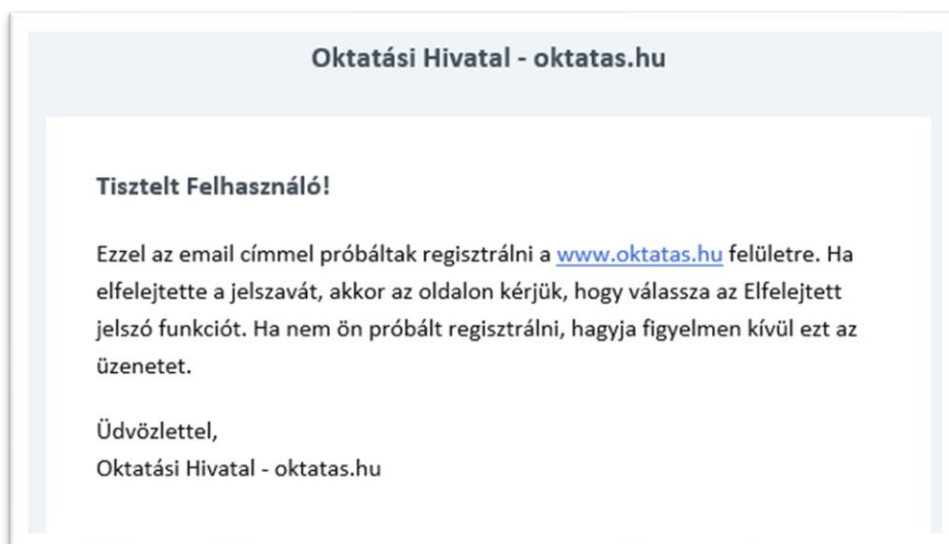 Oktatási Hivatal - oktatas.hu
Tisztelt Felhasználó!
Ezzel az email címmel próbáltak regisztrálni a www.oktatas.hu felületre. Ha
elfelejtette a jelszavát, akkor az oldalon kérjük, hogy válassza az Elfelejtett
jelszó funkciót. Ha nem ön próbált regisztrálni, hagyja figyelmen kívül ezt az
üzenetet.
Üdvözlettel,
Oktatási Hivatal - oktatas.hu